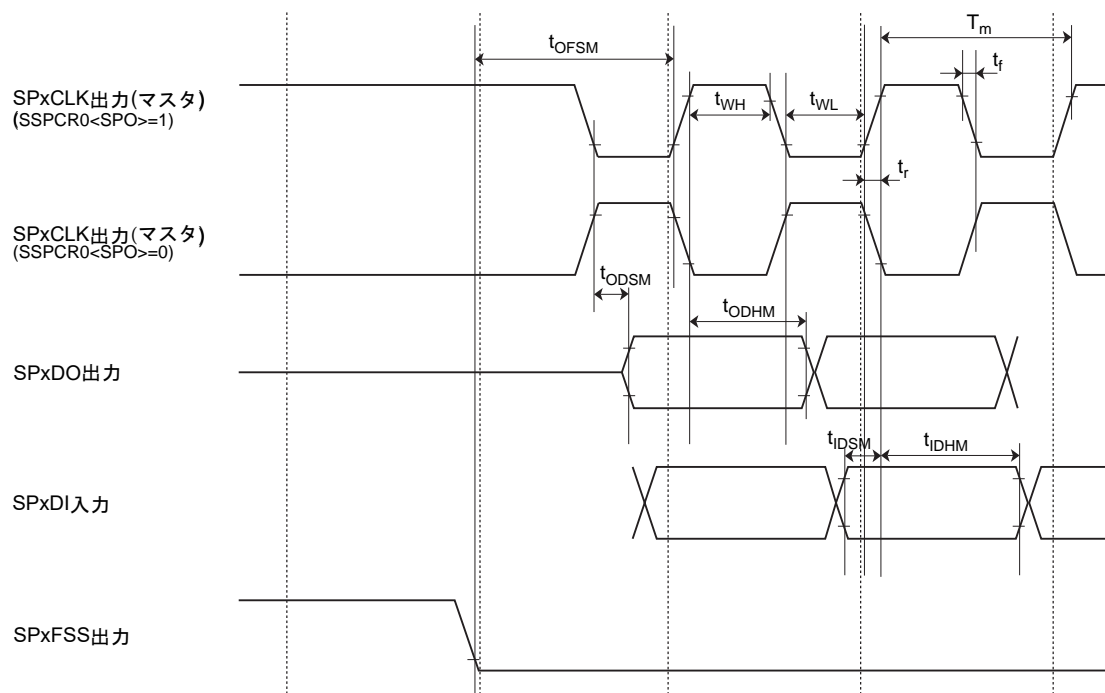 tOFSM
Tm
tf
SPxCLK出力(マスタ)
(SSPCR0<SPO>=1)
tWH
tWL
tr
SPxCLK出力(マスタ)
(SSPCR0<SPO>=0)
tODSM
tODHM
SPxDO出力
tIDSM
tIDHM
SPxDI入力
SPxFSS出力